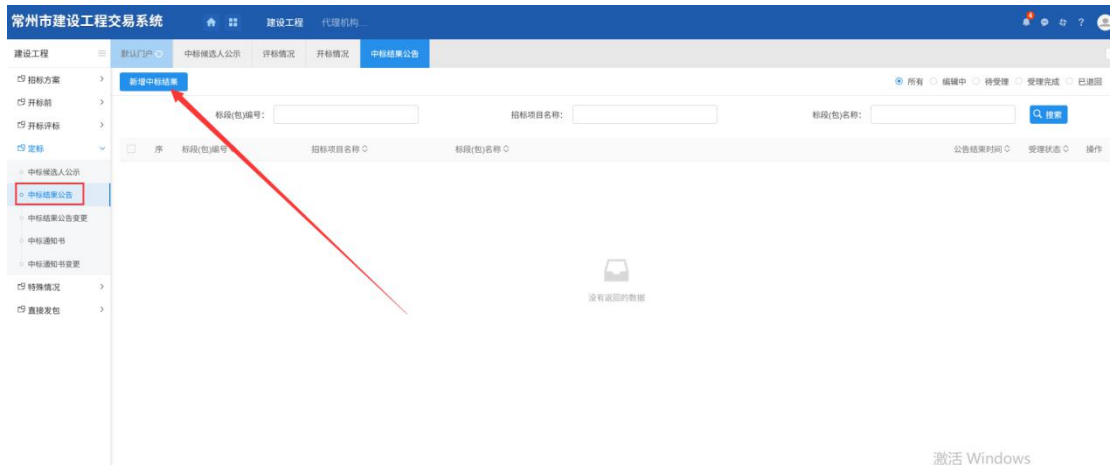 常州市建设工程交易系统 建设工程 代理机构...
建设工程 默认门户 中标候选人公示 评标情况 开标情况 中标结果公告
招标方案 新增中标结果 所有 编辑中 待受理 受理完成 已退回
开标前 标段(包)编号: 招标项目名称: 标段(包)名称: 搜索
开标评标
定标 序 标段(包)编号 招标项目名称 标段(包)名称 公告结束时间 受理状态 操作
中标候选人公示
中标结果公告
中标结果公告变更
中标通知书
中标通知书变更
特殊情况
没有返回的数据
直接发包
激活 Windows